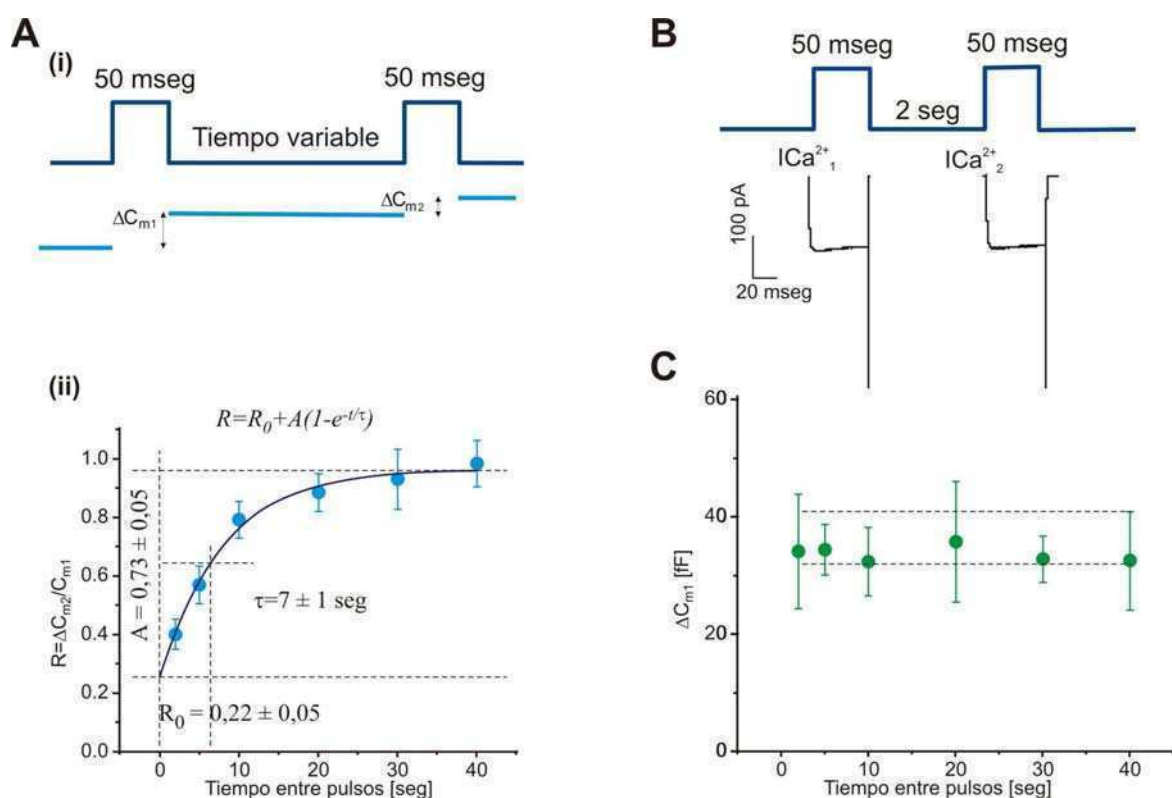 A
(i)
50 mseg
50 mseg
Tiempo variable
ΔCm1
ΔCm2
(ii)
R=R0+A(1-e-t/τ)
R=ΔCm2/Cm1
A = 0,73 ± 0,05
τ=7 ± 1 seg
R0 = 0,22 ± 0,05
1.0
0.8
0.6
0.4
0.2
0.0
0 10 20 30 40
Tiempo entre pulsos [seg]
B
50 mseg
50 mseg
2 seg
ICa2+1
ICa2+2
100 pA
20 mseg
C
ΔCm1 [fF]
60
40
20
0
0 10 20 30 40
Tiempo entre pulsos [seg]